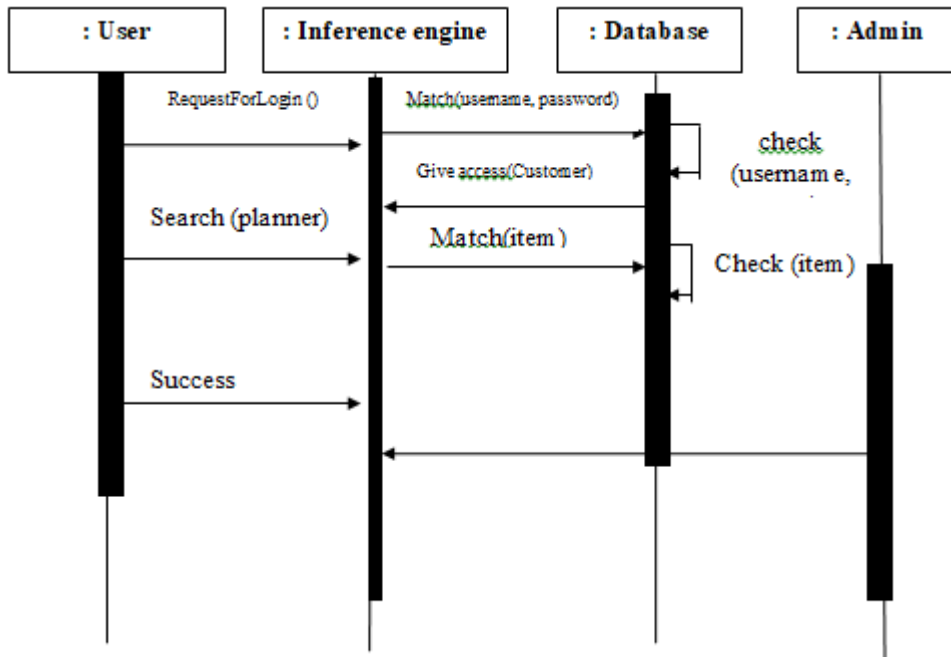 : User
: Inference engine
: Database
: Admin
RequestForLogin ()
Match(username, password)
check
(username,
Give access(Customer)
Search (planner)
Match(item)
Check (item)
Success